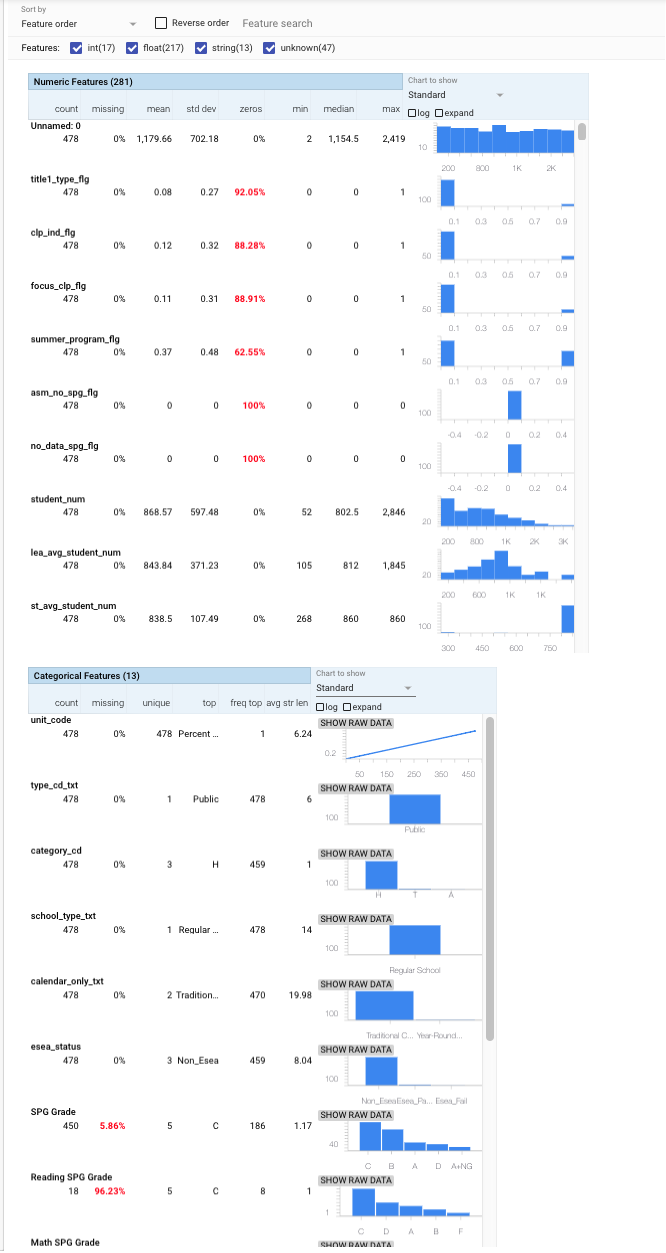 Sort by
Feature order
Reverse order
Feature search
Features: int(17) float(217) string(13) unknown(47)
Numeric Features (281)
Chart to show
Standard
log expand
count missing mean std dev zeros min median max
Unnamed: 0
478 0% 1,179.66 702.18 0% 2 1,154.5 2,419
10
200 800 1K 2K
title1_type_flg
478 0% 0.08 0.27 92.05% 0 0 1
100
0.1 0.3 0.5 0.7 0.9
clp_ind_flg
478 0% 0.12 0.32 88.28% 0 0 1
50
0.1 0.3 0.5 0.7 0.9
focus_clp_flg
478 0% 0.11 0.31 88.91% 0 0 1
50
0.1 0.3 0.5 0.7 0.9
summer_program_flg
478 0% 0.37 0.48 62.55% 0 0 1
50
0.1 0.3 0.5 0.7 0.9
asm_no_spg_flg
478 0% 0 0 100% 0 0 0
100
-0.4 -0.2 0 0.2 0.4
no_data_spg_flg
478 0% 0 0 100% 0 0 0
100
-0.4 -0.2 0 0.2 0.4
student_num
478 0% 868.57 597.48 0% 52 802.5 2,846
20
200 800 1K 2K 3K
lea_avg_student_num
478 0% 843.84 371.23 0% 105 812 1,845
20
200 600 1K 1K
st_avg_student_num
478 0% 838.5 107.49 0% 268 860 860
100
300 450 600 750
Categorical Features (13)
Chart to show
Standard
log expand
count missing unique top freq top avg str len
unit_code
478 0% 478 Percent ... 1 6.24
SHOW RAW DATA
0.2
50 150 250 350 450
type_cd_txt
478 0% 1 Public 478 6
SHOW RAW DATA
100
Public
category_cd
478 0% 3 H 459 1
SHOW RAW DATA
100
H T A
school_type_txt
478 0% 1 Regular ... 478 14
SHOW RAW DATA
100
Regular School
calendar_only_txt
478 0% 2 Tradition... 470 19.98
SHOW RAW DATA
100
Traditional C... Year-Round...
esea_status
478 0% 3 Non_Esea 459 8.04
SHOW RAW DATA
100
Non_Esea Esea_Pa... Esea_Fail
SPG Grade
450 5.86% 5 C 186 1.17
SHOW RAW DATA
40
C B A D A+NG
Reading SPG Grade
18 96.23% 5 C 8 1
SHOW RAW DATA
1
C D A B F
Math SPG Grade
SHOW RAW DATA